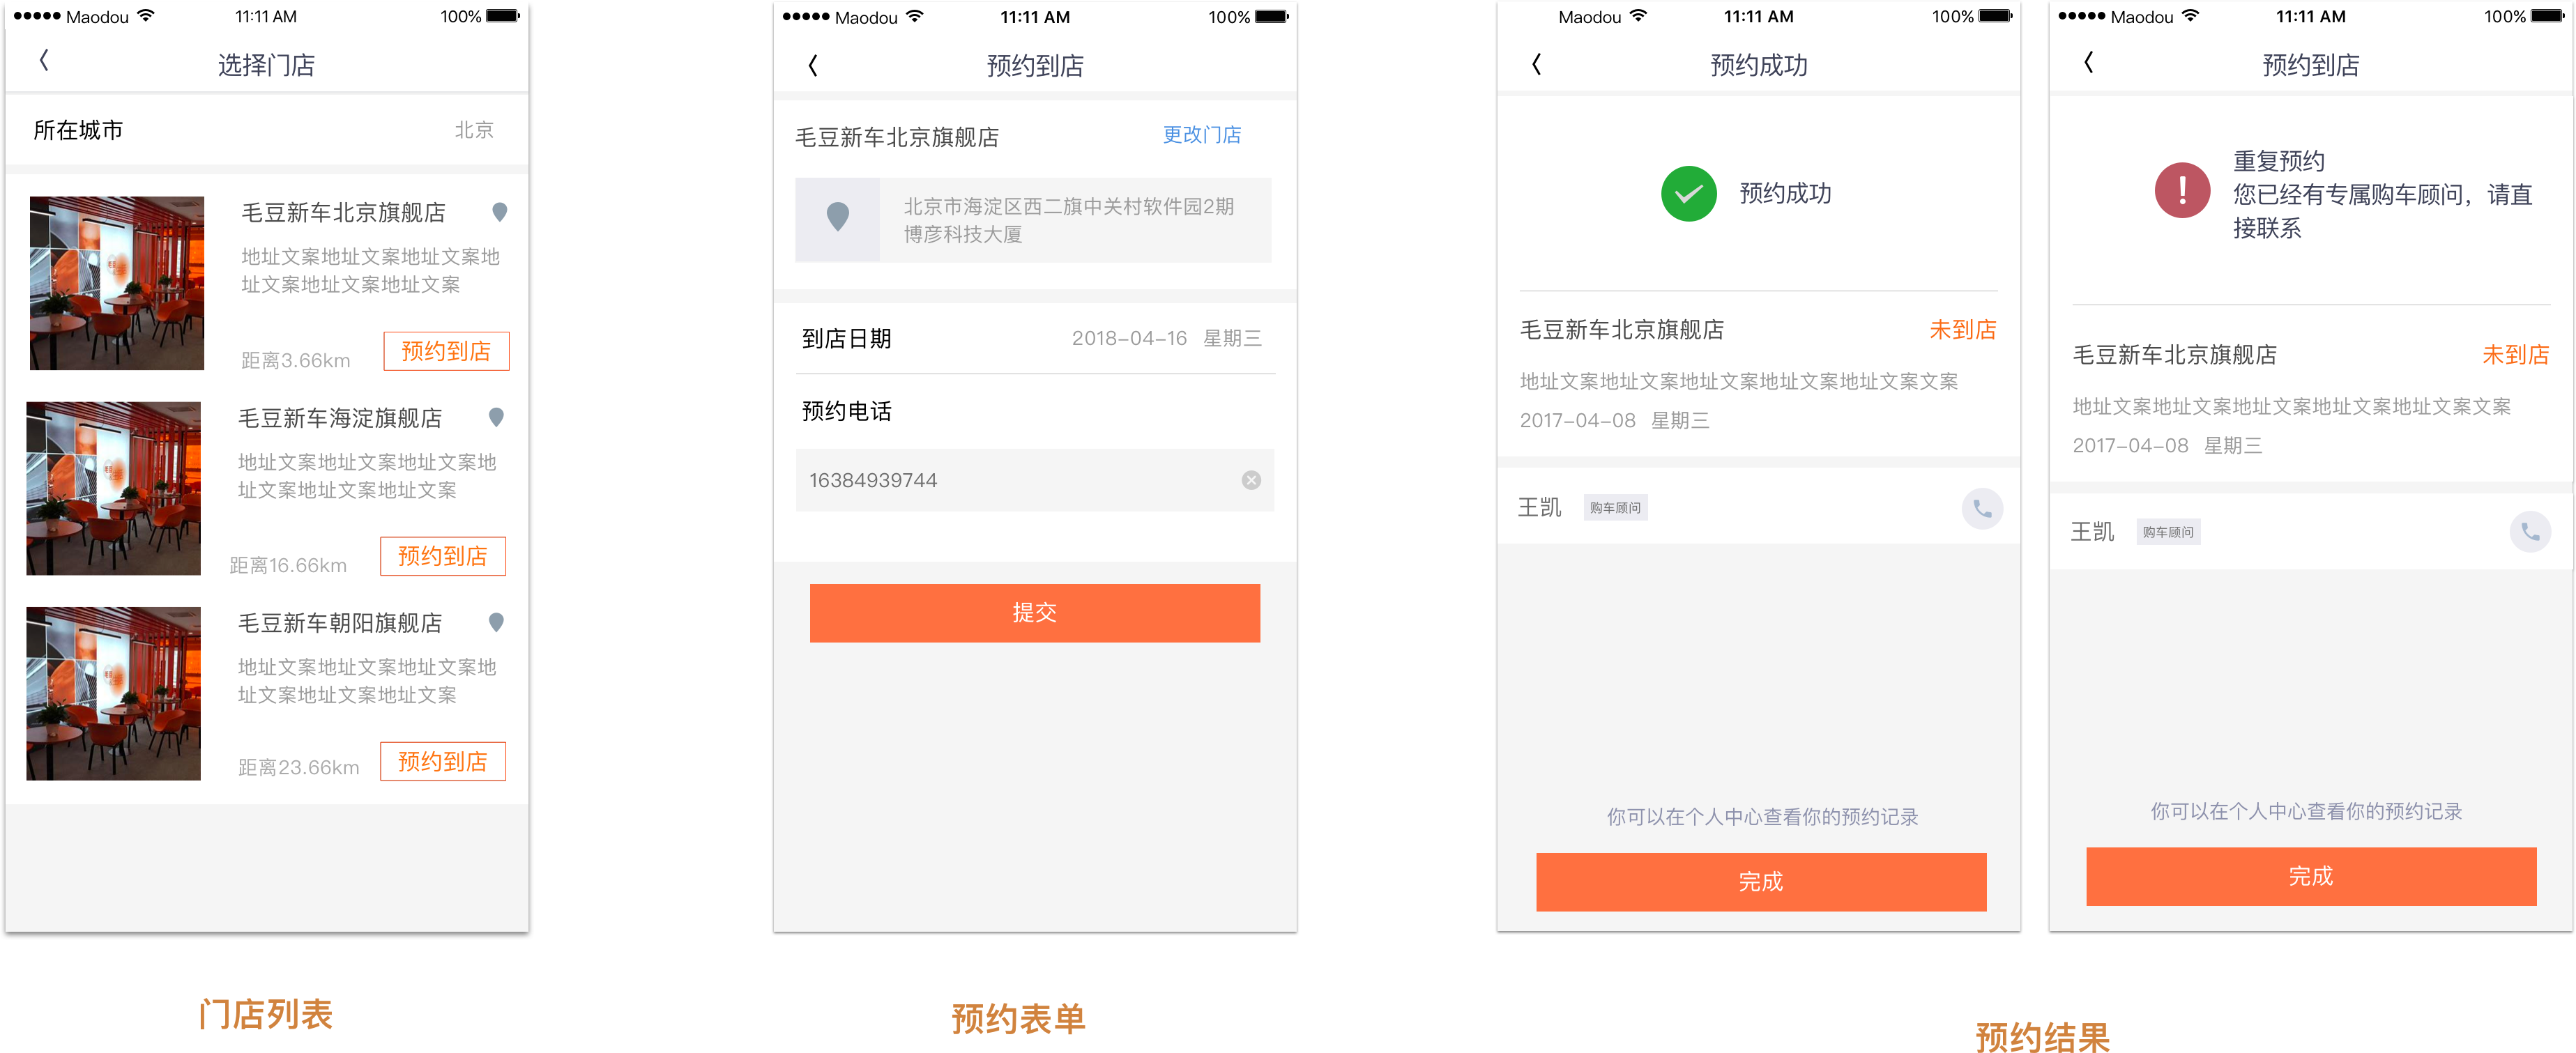 Maodou 11:11 AM 100%
选择门店
所在城市 北京
毛豆新车北京旗舰店
地址文案地址文案地址文案地
址文案地址文案地址文案
距离3.66km 预约到店
毛豆新车海淀旗舰店
地址文案地址文案地址文案地
址文案地址文案地址文案
距离16.66km 预约到店
毛豆新车朝阳旗舰店
地址文案地址文案地址文案地
址文案地址文案地址文案
距离23.66km 预约到店
门店列表
Maodou 11:11 AM 100%
预约到店
毛豆新车北京旗舰店 更改门店
北京市海淀区西二旗中关村软件园2期
博彦科技大厦
到店日期 2018-04-16 星期三
预约电话
16384939744
提交
预约表单
Maodou 11:11 AM 100%
预约成功
预约成功
毛豆新车北京旗舰店 未到店
地址文案地址文案地址文案地址文案地址文案文案
2017-04-08 星期三
王凯 购车顾问
你可以在个人中心查看你的预约记录
完成
Maodou 11:11 AM 100%
预约到店
重复预约
您已经有专属购车顾问，请直
接联系
毛豆新车北京旗舰店 未到店
地址文案地址文案地址文案地址文案地址文案文案
2017-04-08 星期三
王凯 购车顾问
你可以在个人中心查看你的预约记录
完成
预约结果